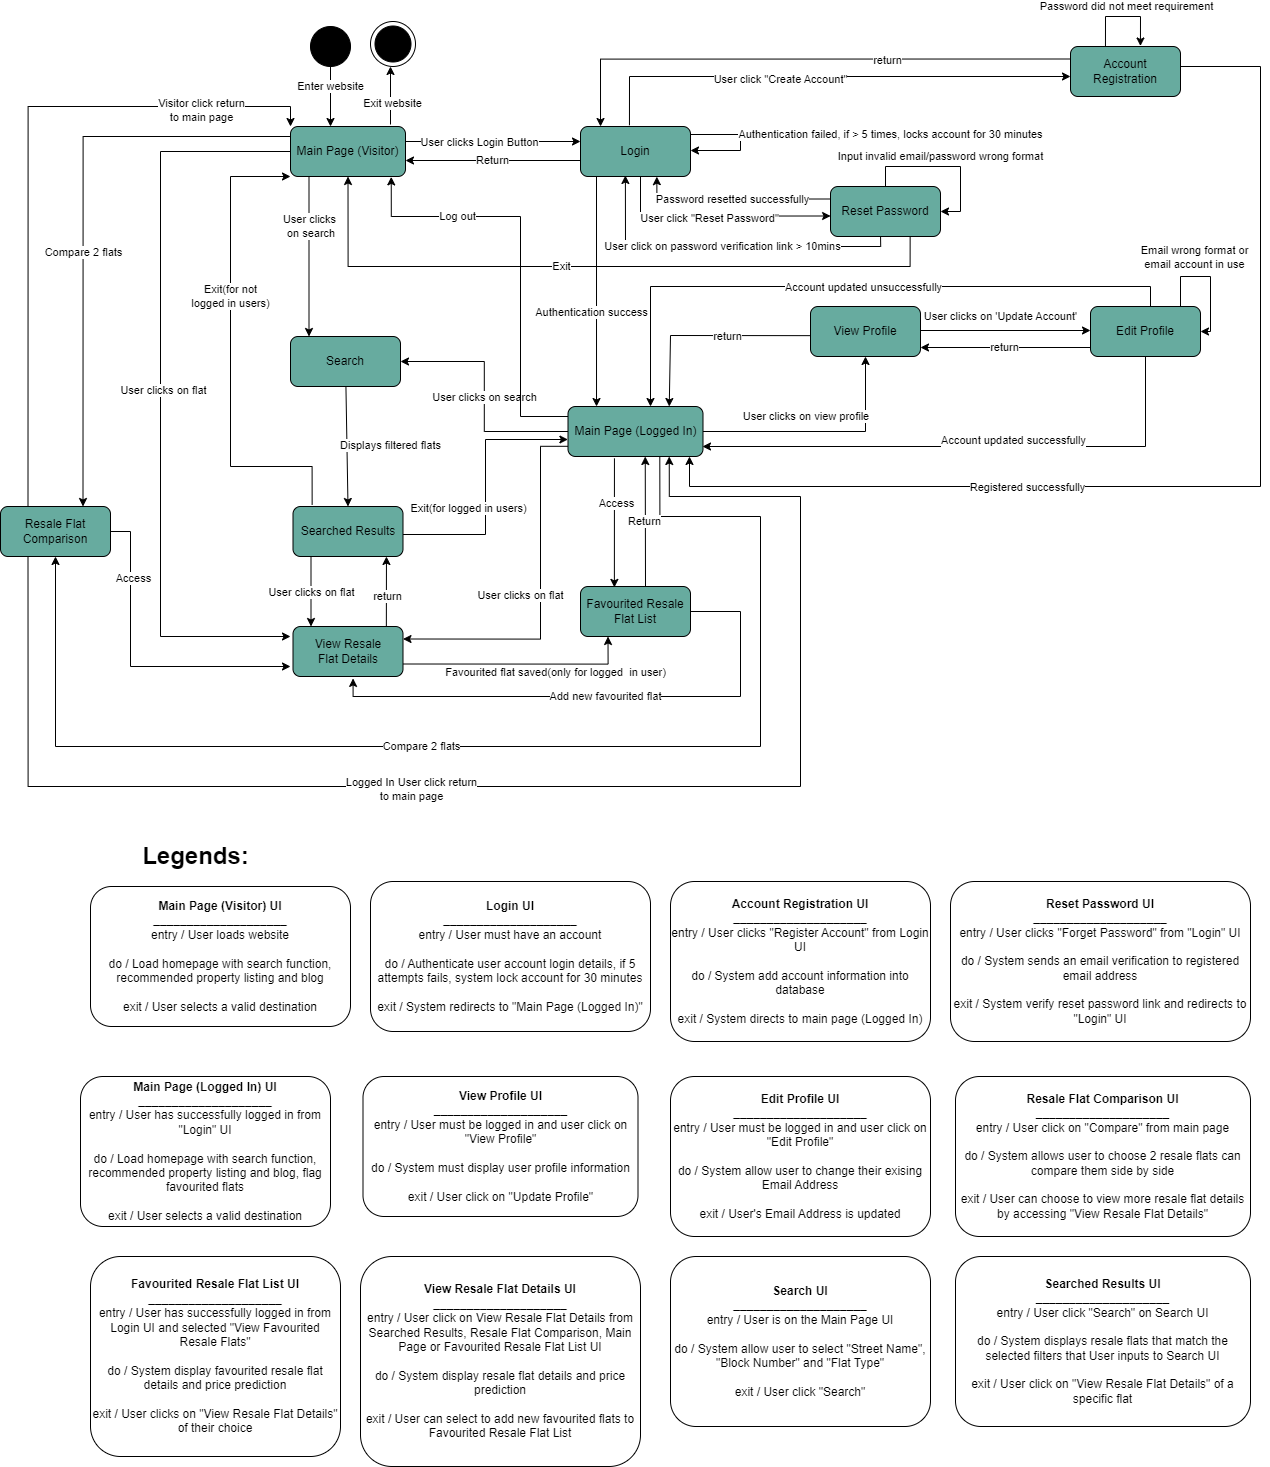 Password did not meet requirement
Account
Registration
return
User click "Create Account"
Enter website
Exit website
Visitor click return
to main page
Main Page (Visitor)
User clicks Login Button
Return
Login
Authentication failed, if > 5 times, locks account for 30 minutes
Input invalid email/password wrong format
Password resetted successfully
User click "Reset Password"
Reset Password
User click on password verification link > 10mins
Log out
User clicks
on search
Compare 2 flats
Exit
Email wrong format or
email account in use
Exit(for not
logged in users)
Account updated unsuccessfully
Authentication success
View Profile
User clicks on 'Update Account'
Edit Profile
return
return
Search
User clicks on flat
User clicks on search
User clicks on view profile
Main Page (Logged In)
Account updated successfully
Displays filtered flats
Registered successfully
Exit(for logged in users)
Access
Return
Resale Flat
Comparison
Searched Results
Access
User clicks on flat
return
User clicks on flat
Favourited Resale
Flat List
View Resale
Flat Details
Favourited flat saved(only for logged  in user)
Add new favourited flat
Compare 2 flats
Logged In User click return
to main page
Legends:
Main Page (Visitor) UI
____________________
entry / User loads website
do / Load homepage with search function,
recommended property listing and blog
exit / User selects a valid destination
Login UI
____________________
entry / User must have an account
do / Authenticate user account login details, if 5
attempts fails, system lock account for 30 minutes
exit / System redirects to "Main Page (Logged In)"
Account Registration UI
____________________
entry / User clicks "Register Account" from Login
UI
do / System add account information into
database
exit / System directs to main page (Logged In)
Reset Password UI
____________________
entry / User clicks "Forget Password" from "Login" UI
do / System sends an email verification to registered
email address
exit / System verify reset password link and redirects to
"Login" UI
Main Page (Logged In) UI
____________________
entry / User has successfully logged in from
"Login" UI
do / Load homepage with search function,
recommended property listing and blog, flag
favourited flats
exit / User selects a valid destination
View Profile UI
____________________
entry / User must be logged in and user click on
"View Profile"
do / System must display user profile information
exit / User click on "Update Profile"
Edit Profile UI
____________________
entry / User must be logged in and user click on
"Edit Profile"
do / System allow user to change their exising
Email Address
exit / User's Email Address is updated
Resale Flat Comparison UI
____________________
entry / User click on "Compare" from main page
do / System allows user to choose 2 resale flats can
compare them side by side
exit / User can choose to view more resale flat details
by accessing "View Resale Flat Details"
Favourited Resale Flat List UI
____________________
entry / User has successfully logged in from
Login UI and selected "View Favourited
Resale Flats"
do / System display favourited resale flat
details and price prediction
exit / User clicks on "View Resale Flat Details"
of their choice
View Resale Flat Details UI
____________________
entry / User click on View Resale Flat Details from
Searched Results, Resale Flat Comparison, Main
Page or Favourited Resale Flat List UI
do / System display resale flat details and price
prediction
exit / User can select to add new favourited flats to
Favourited Resale Flat List
Search UI
____________________
entry / User is on the Main Page UI
do / System allow user to select "Street Name",
"Block Number" and "Flat Type"
exit / User click "Search"
Searched Results UI
____________________
entry / User click "Search" on Search UI
do / System displays resale flats that match the
selected filters that User inputs to Search UI
exit / User click on "View Resale Flat Details" of a
specific flat